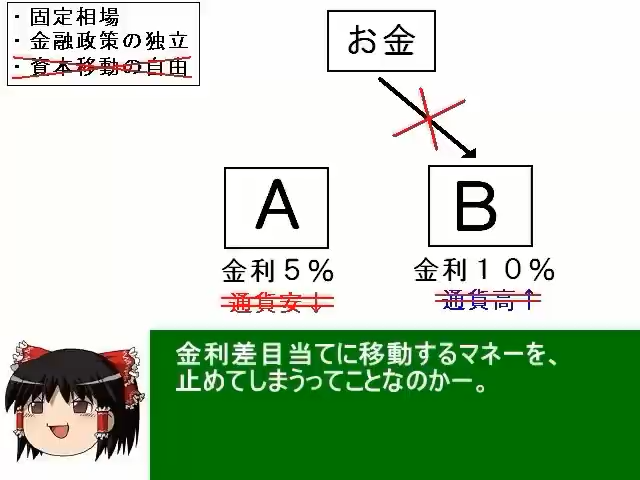 ・固定相場
・金融政策の独立
・資本移動の自由
お金
A
B
金利５％
金利１０％
通貨安↓
通貨高↑
金利差目当てに移動するマネーを、
止めてしまうってことなのかー。